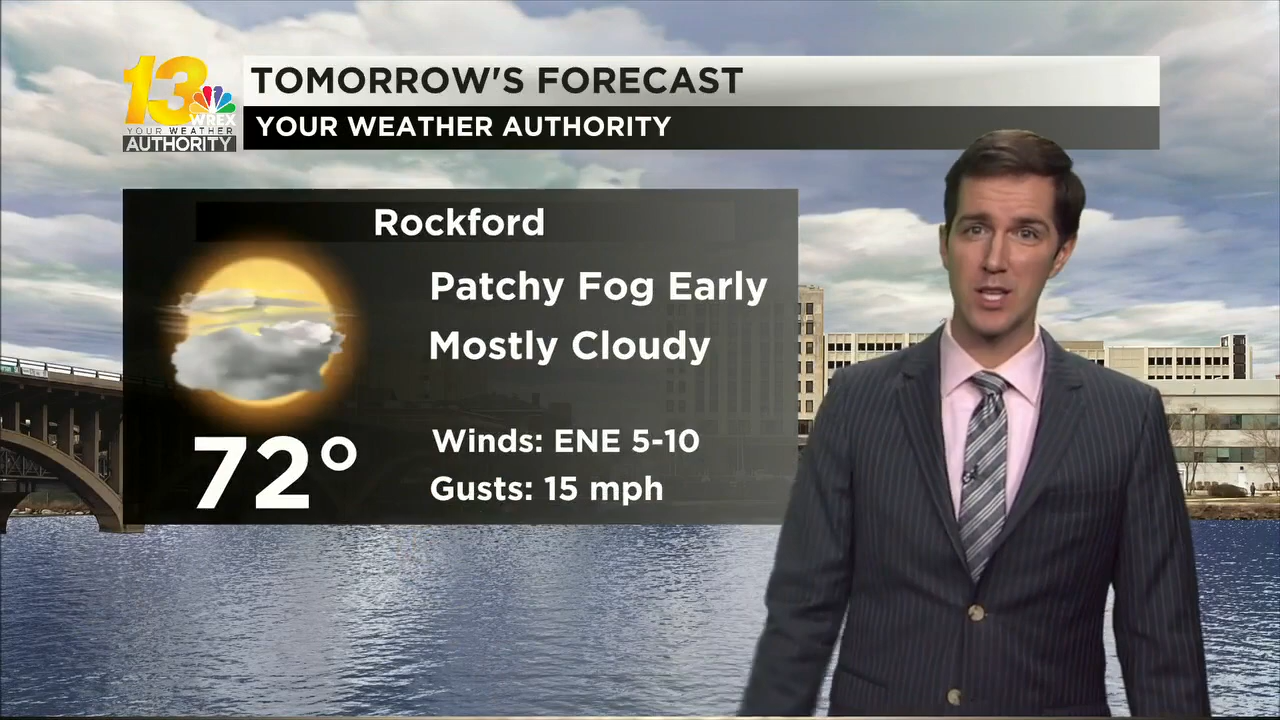 13
WREX
YOUR WEATHER
AUTHORITY
TOMORROW'S FORECAST
YOUR WEATHER AUTHORITY
Rockford
Patchy Fog Early
Mostly Cloudy
72°
Winds: ENE 5-10
Gusts: 15 mph